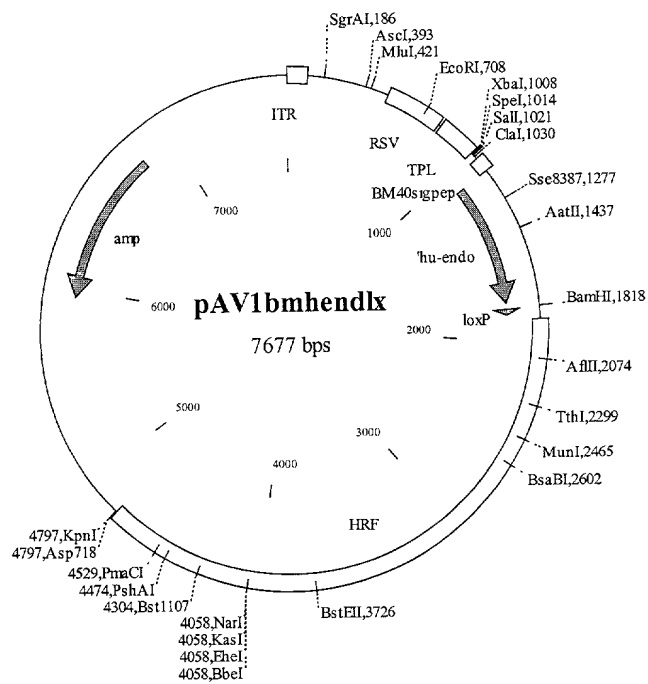 SgrAI,186
AscI,393
MluI,421
EcoRI,708
XbaI,1008
SpeI,1014
SalI,1021
ClaI,1030
ITR
RSV
TPL
BM40sigpep
Sse8387,1277
AatII,1437
7000
1000
amp
'hu-endo
6000
pAV1bmhendlx
7677 bps
loxP
2000
BamHI,1818
AflII,2074
5000
TthI,2299
3000
MunI,2465
4000
BsaBI,2602
HRF
4797,KpnI
4797,Asp718
4529,PmaCI
4474,PshAI
4304,Bst1107
4058,NarI
4058,KasI
4058,EheI
4058,BbeI
BstEII,3726